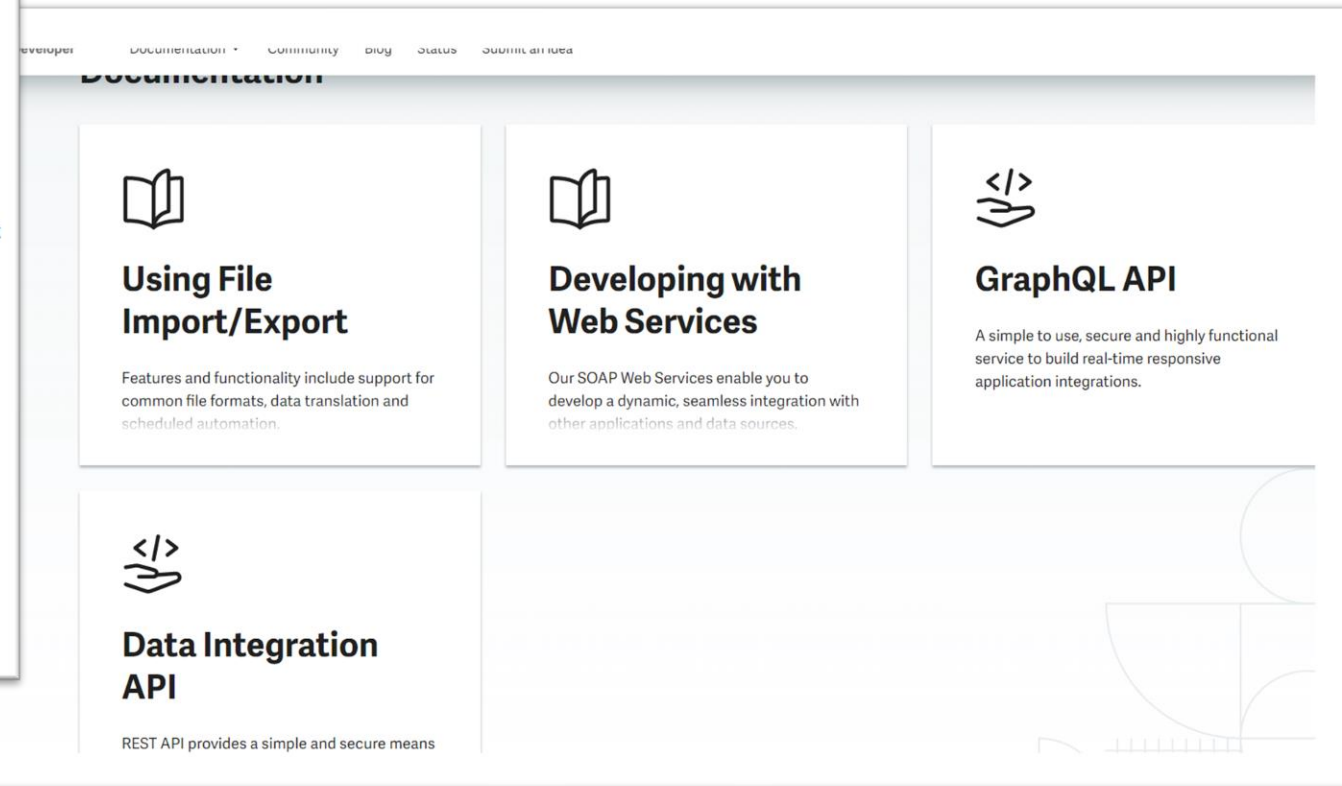 Documentation Community Blog Status Submit an Idea
Documentation
Using File
Import/Export
Features and functionality include support for
common file formats, data translation and
scheduled automation.
Developing with
Web Services
Our SOAP Web Services enable you to
develop a dynamic, seamless integration with
other applications and data sources.
</>
GraphQL API
A simple to use, secure and highly functional
service to build real-time responsive
application integrations.
</>
Data Integration
API
REST API provides a simple and secure means